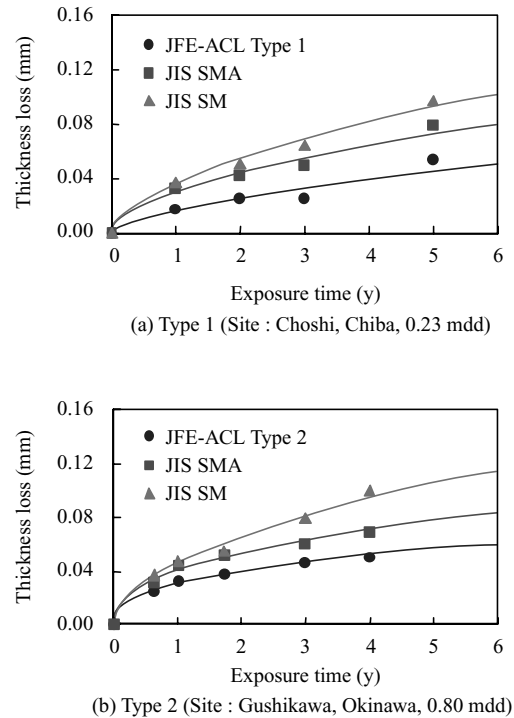 0.16
0.12
0.08
0.04
0.00
Thickness loss (mm)
JFE-ACL Type 1
JIS SMA
JIS SM
0 1 2 3 4 5 6
Exposure time (y)
(a) Type 1 (Site : Choshi, Chiba, 0.23 mdd)
0.16
0.12
0.08
0.04
0.00
Thickness loss (mm)
JFE-ACL Type 2
JIS SMA
JIS SM
0 1 2 3 4 5 6
Exposure time (y)
(b) Type 2 (Site : Gushikawa, Okinawa, 0.80 mdd)